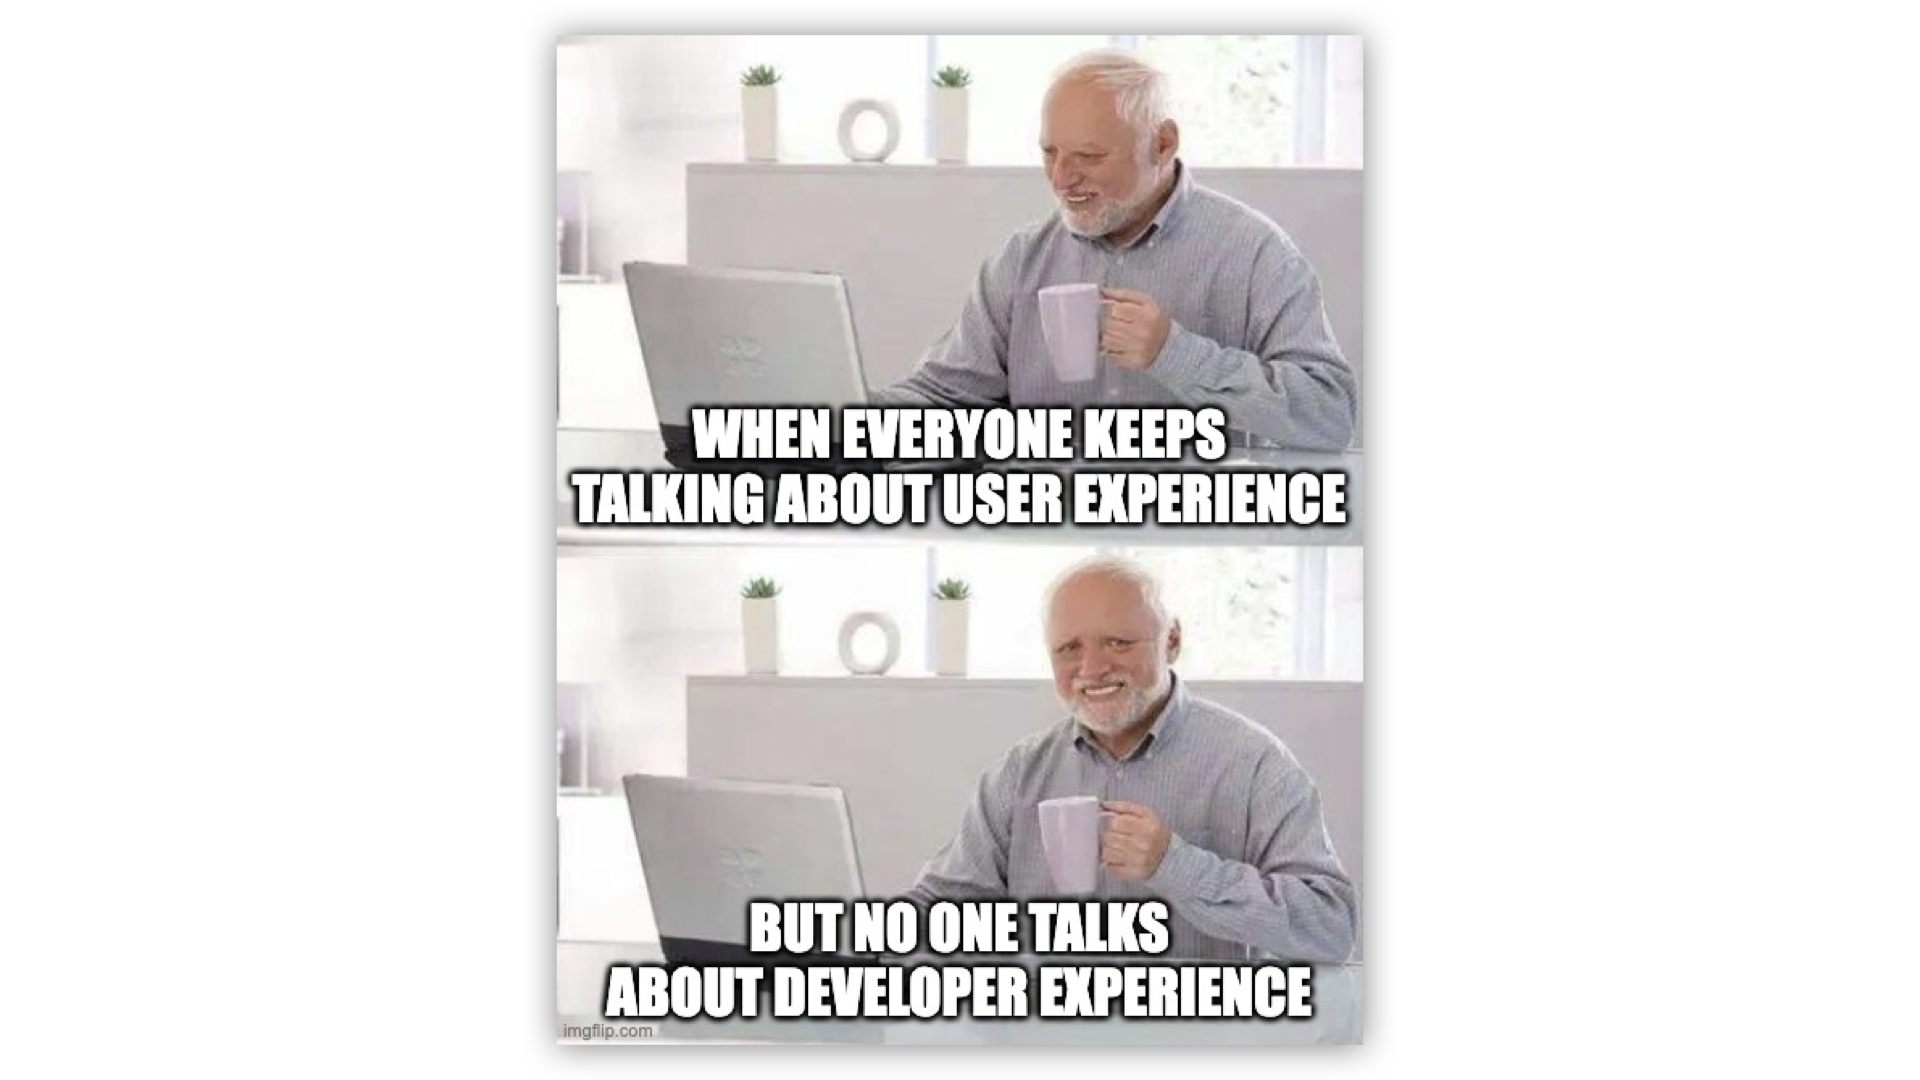 WHEN EVERYONE KEEPS
TALKING ABOUT USER EXPERIENCE
BUT NO ONE TALKS
ABOUT DEVELOPER EXPERIENCE
imgflip.com